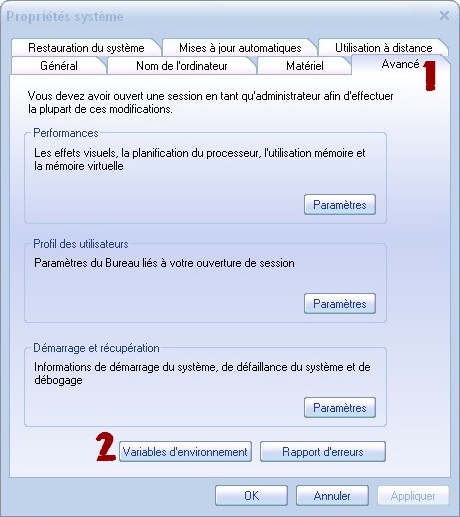 Propriétés système
Restauration du système
Mises à jour automatiques
Utilisation à distance
Général
Nom de l'ordinateur
Matériel
Avancé
1
Vous devez avoir ouvert une session en tant qu'administrateur afin d'effectuer
la plupart de ces modifications.
Performances
Les effets visuels, la planification du processeur, l'utilisation mémoire et
la mémoire virtuelle
Paramètres
Profil des utilisateurs
Paramètres du Bureau liés à votre ouverture de session
Paramètres
Démarrage et récupération
Informations de démarrage du système, de défaillance du système et de
débogage
Paramètres
2
Variables d'environnement
Rapport d'erreurs
OK
Annuler
Appliquer